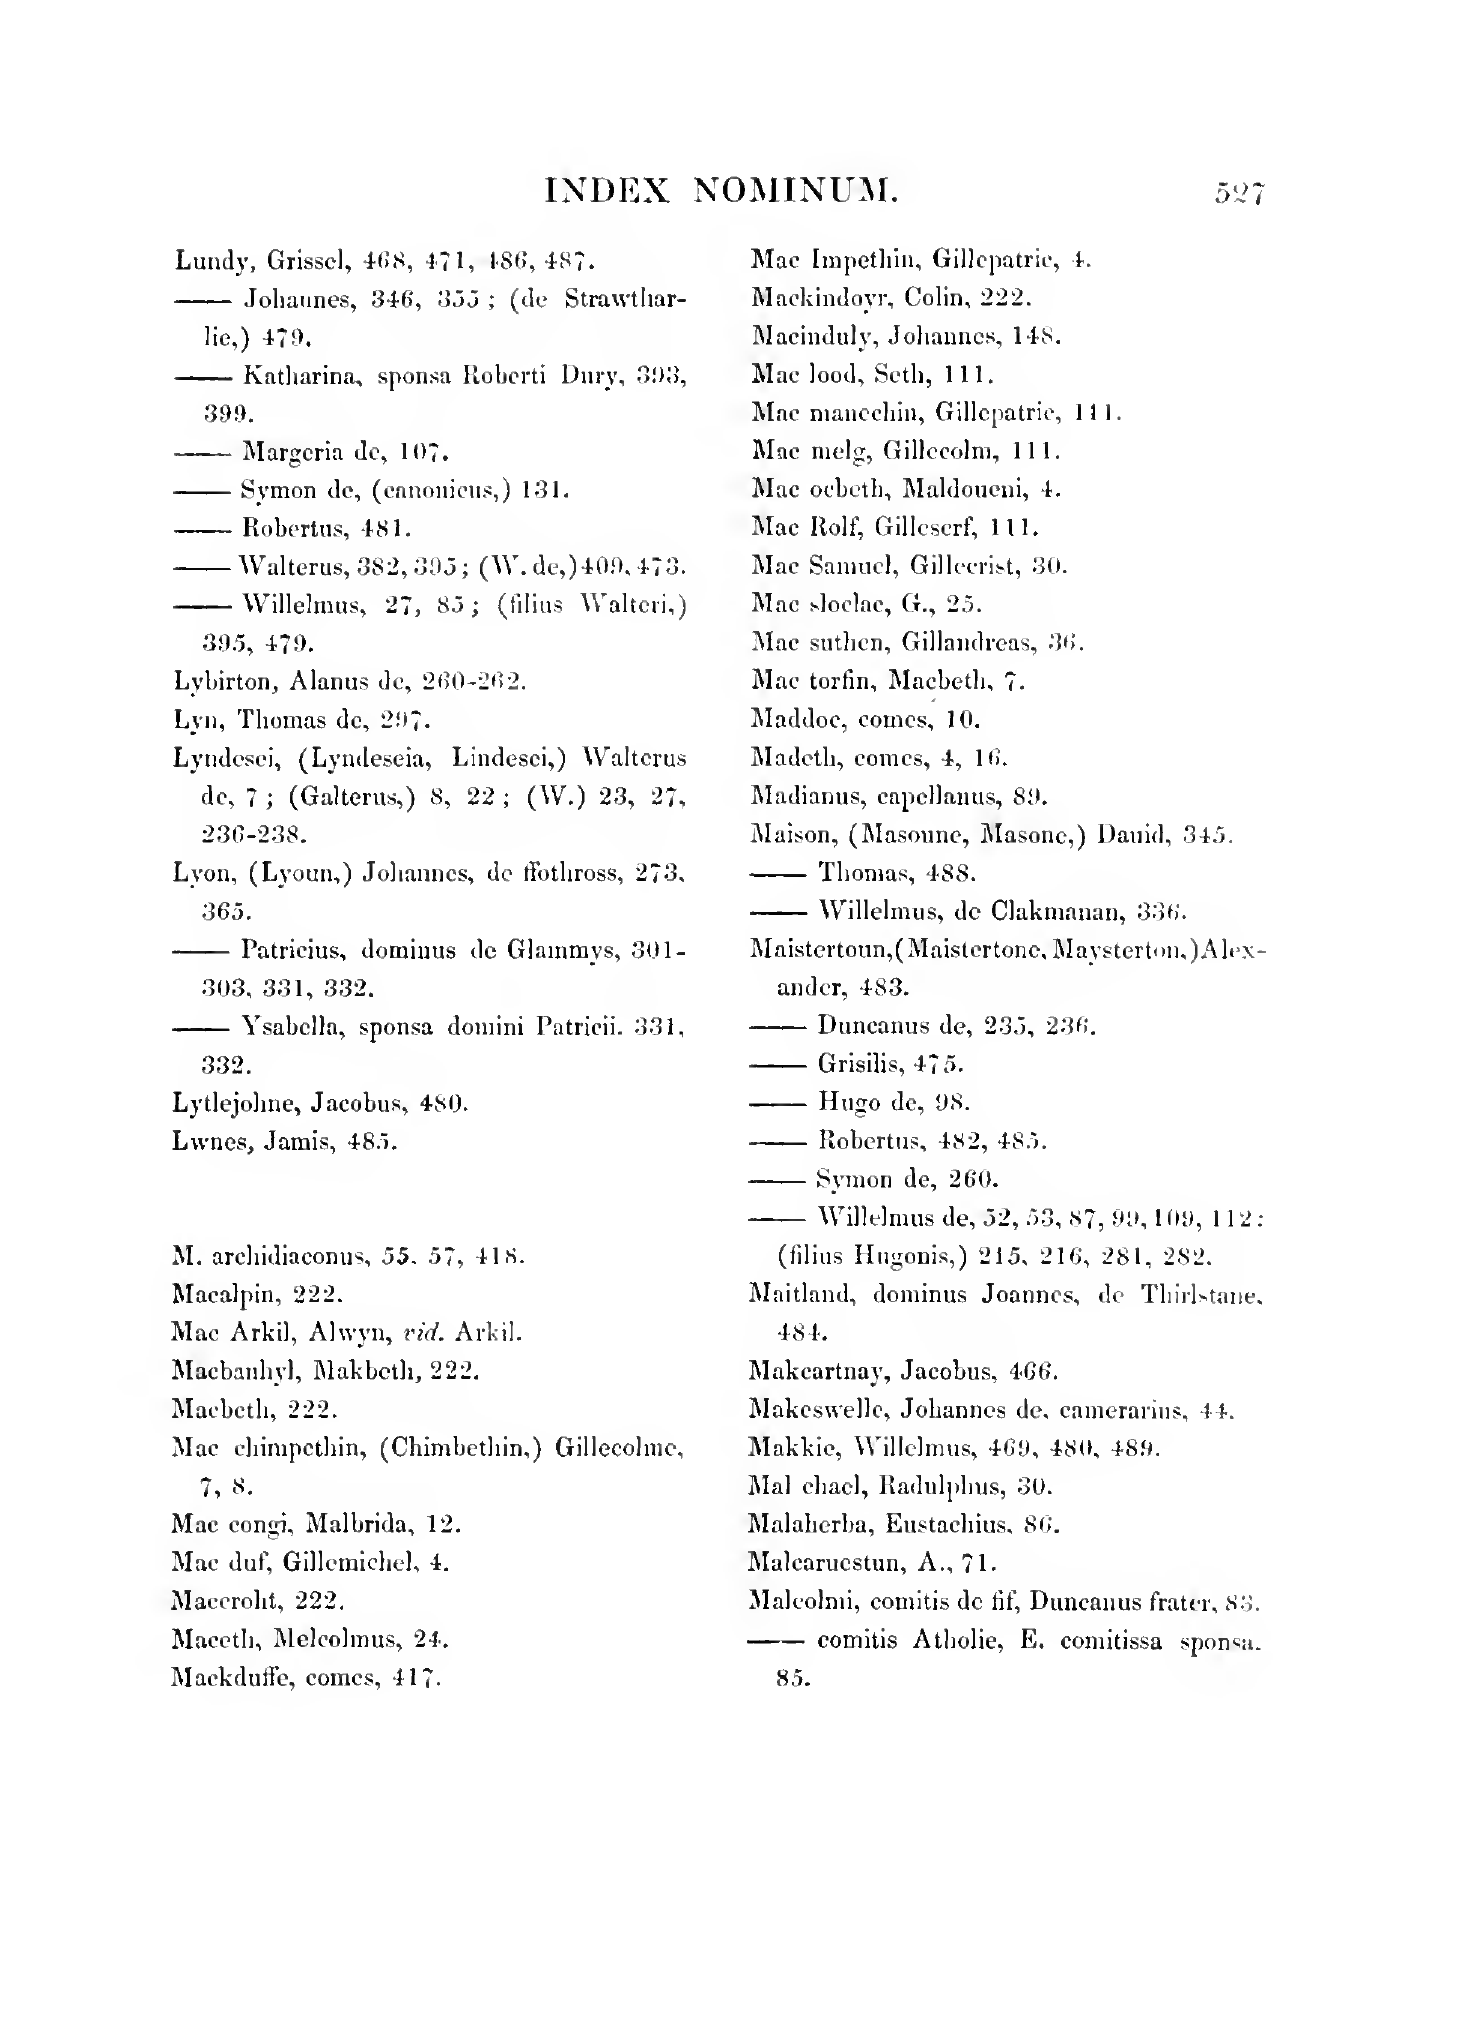 INDEX NOMINUM. 527
Lundy, Grissel, 468, 471, 486, 487.
—— Johannes, 346, 355 ; (de Strawthar-
lie,) 479.
—— Katharina, sponsa Roberti Dury, 393,
399.
—— Margeria de, 107.
—— Symon de, (canonicus,) 131.
—— Robertus, 481.
—— Walterus, 382, 395 ; (W. de,) 409, 473.
—— Willelmus, 27, 85 ; (filius Walteri,)
395, 479.
Lybirton, Alanus de, 260-262.
Lyn, Thomas de, 297.
Lyndesei, (Lyndeseia, Lindesei,) Walterus
de, 7 ; (Galterus,) 8, 22 ; (W.) 23, 27,
236-238.
Lyon, (Lyoun,) Johannes, de ffothross, 273,
365.
—— Patricius, dominus de Glammys, 301-
303, 331, 332.
—— Ysabella, sponsa domini Patricii. 331,
332.
Lytlejohne, Jacobus, 480.
Lwnes, Jamis, 485.
M. archidiaconus, 55. 57, 418.
Macalpin, 222.
Mac Arkil, Alwyn, vid. Arkil.
Macbanhyl, Makbeth, 222.
Macbeth, 222.
Mac chimpethin, (Chimbethin,) Gillecolme,
7, 8.
Mac congi, Malbrida, 12.
Mac duf, Gillemichel, 4.
Maccroht, 222.
Maceth, Melcolmus, 24.
Mackduffe, comes, 417.
Mac Impethin, Gillepatric, 4.
Mackindoyr, Colin, 222.
Macinduly, Johannes, 148.
Mac lood, Seth, 111.
Mac manechin, Gillepatric, 111.
Mac melg, Gillecolm, 111.
Mac ocbeth, Maldoueni, 4.
Mac Rolf, Gilleserf, 111.
Mac Samuel, Gillecrist, 30.
Mac sloclac, G., 25.
Mac suthen, Gillandreas, 36.
Mac torfin, Macbeth, 7.
Maddoc, comes, 10.
Madeth, comes, 4, 16.
Madianus, capellanus, 89.
Maison, (Masounc, Masone,) Dauid, 345.
—— Thomas, 488.
—— Willelmus, de Clakmanan, 336.
Maistertoun, (Maistertone, Maysterton,) Alex-
ander, 483.
—— Duncanus de, 235, 236.
—— Grisilis, 475.
—— Hugo de, 98.
—— Robertus, 482, 485.
—— Symon de, 260.
—— Willelmus de, 52, 53, 87, 99, 109, 112 ;
(filius Hugonis,) 215, 216, 281, 282.
Maitland, dominus Joannes, de Thirlstane,
484.
Makcartnay, Jacobus, 466.
Makeswelle, Johannes de, camerarius, 44.
Makkie, Willelmus, 469, 480, 489.
Mal chael, Radulphus, 30.
Malaherba, Eustachius, 86.
Malcaruestun, A., 71.
Malcolmi, comitis de fif, Duncanus frater, 83.
—— comitis Atholie, E. comitissa sponsa.
85.